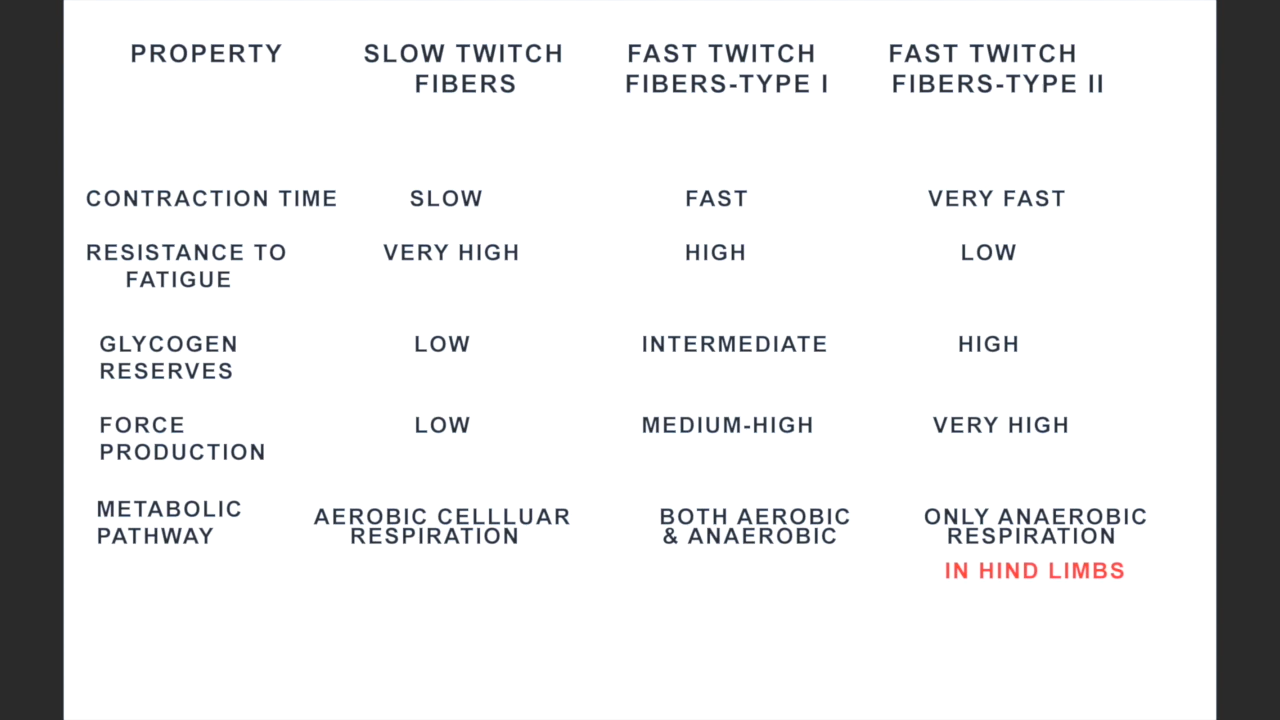 PROPERTY
SLOW TWITCH
FIBERS
FAST TWITCH
FIBERS-TYPE I
FAST TWITCH
FIBERS-TYPE II
CONTRACTION TIME
SLOW
FAST
VERY FAST
RESISTANCE TO
FATIGUE
VERY HIGH
HIGH
LOW
GLYCOGEN
RESERVES
LOW
INTERMEDIATE
HIGH
FORCE
PRODUCTION
LOW
MEDIUM-HIGH
VERY HIGH
METABOLIC
PATHWAY
AEROBIC CELLLUAR
RESPIRATION
BOTH AEROBIC
& ANAEROBIC
ONLY ANAEROBIC
RESPIRATION
IN HIND LIMBS